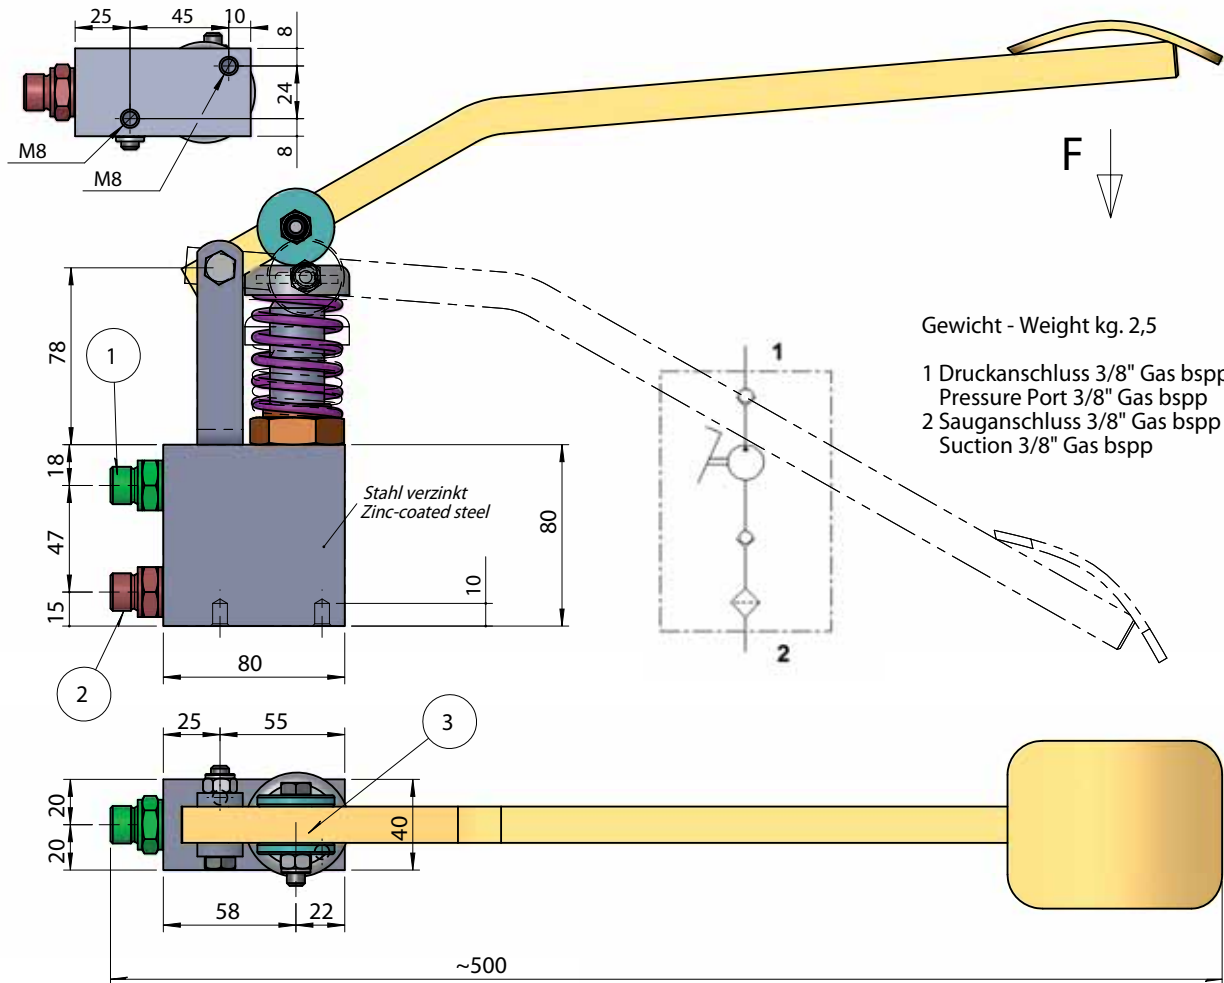 25 45 10
8
24
8
M8
M8
F
78
1
Gewicht - Weight kg. 2,5
1 Druckanschluss 3/8" Gas bspp
Pressure Port 3/8" Gas bspp
2 Sauganschluss 3/8" Gas bspp
Suction 3/8" Gas bspp
1
2
18
47
15
Stahl verzinkt
Zinc-coated steel
80
10
80
2
25 55
3
20
20
40
58 22
~500